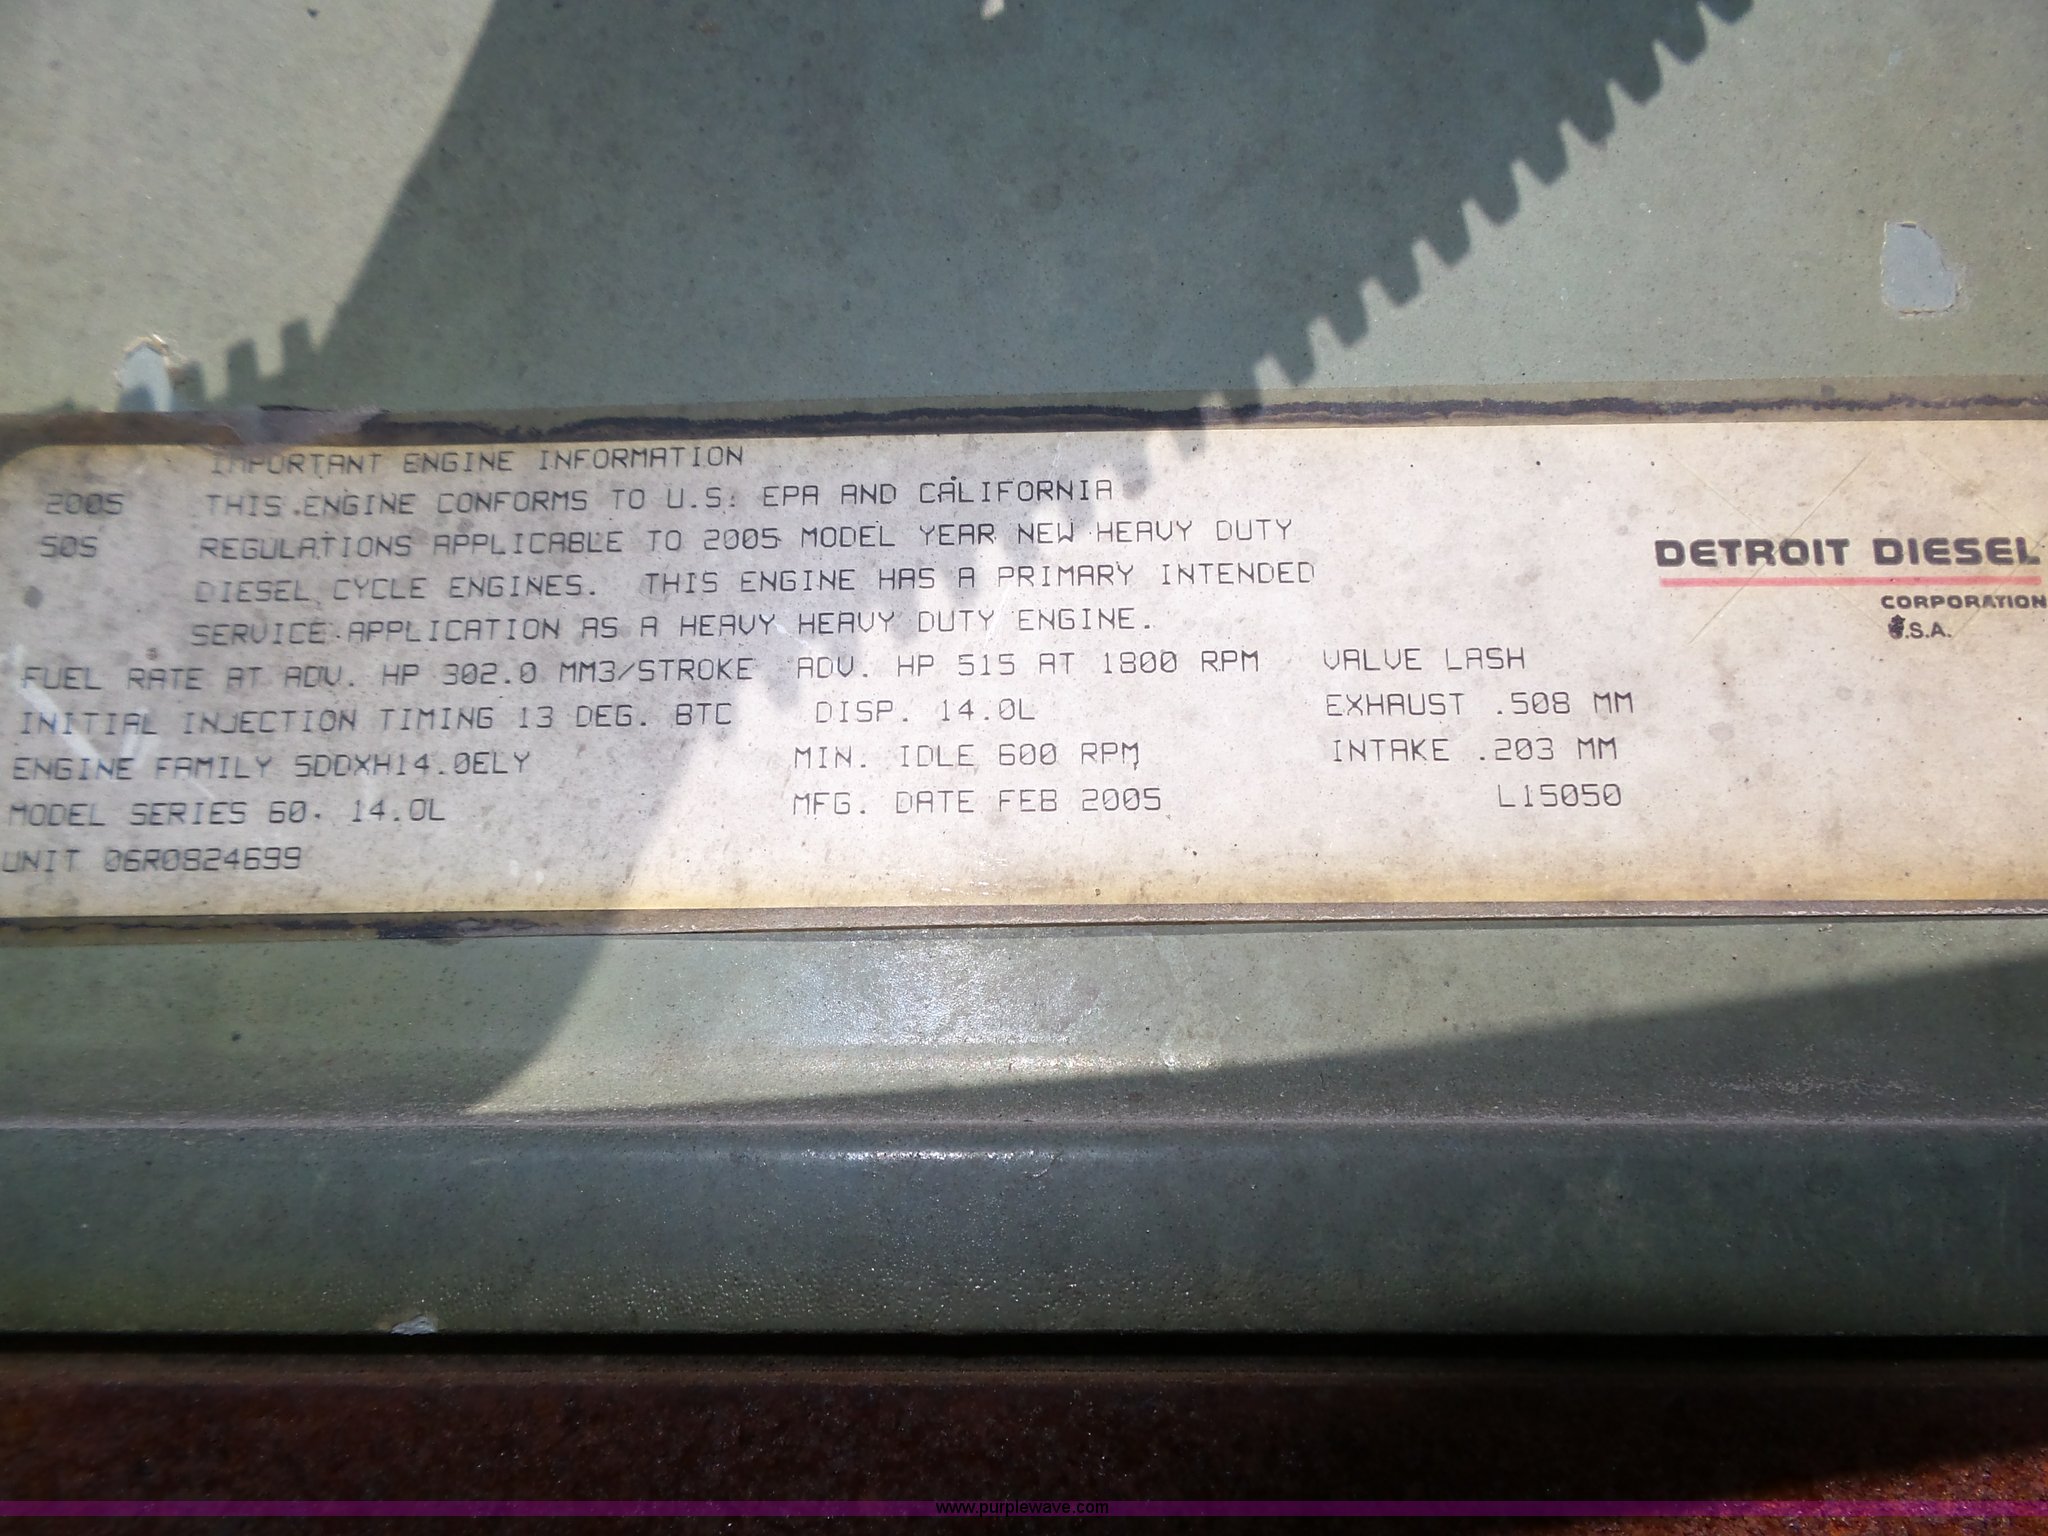 IMPORTANT ENGINE INFORMATION
2005 THIS ENGINE CONFORMS TO U.S. EPA AND CALIFORNIA
50S REGULATIONS APPLICABLE TO 2005 MODEL YEAR NEW HEAVY DUTY
DIESEL CYCLE ENGINES. THIS ENGINE HAS A PRIMARY INTENDED
SERVICE APPLICATION AS A HEAVY HEAVY DUTY ENGINE.
FUEL RATE AT ADV. HP 302.0 MM3/STROKE ADV. HP 515 AT 1800 RPM VALVE LASH
INITIAL INJECTION TIMING 13 DEG. BTC DISP. 14.0L EXHAUST .508 MM
ENGINE FAMILY 5DDXH14.0ELY MIN. IDLE 600 RPM INTAKE .203 MM
MODEL SERIES 60. 14.0L MFG. DATE FEB 2005 L15050
UNIT 06R0824699
DETROIT DIESEL
CORPORATION
U.S.A.
www.purplewave.com